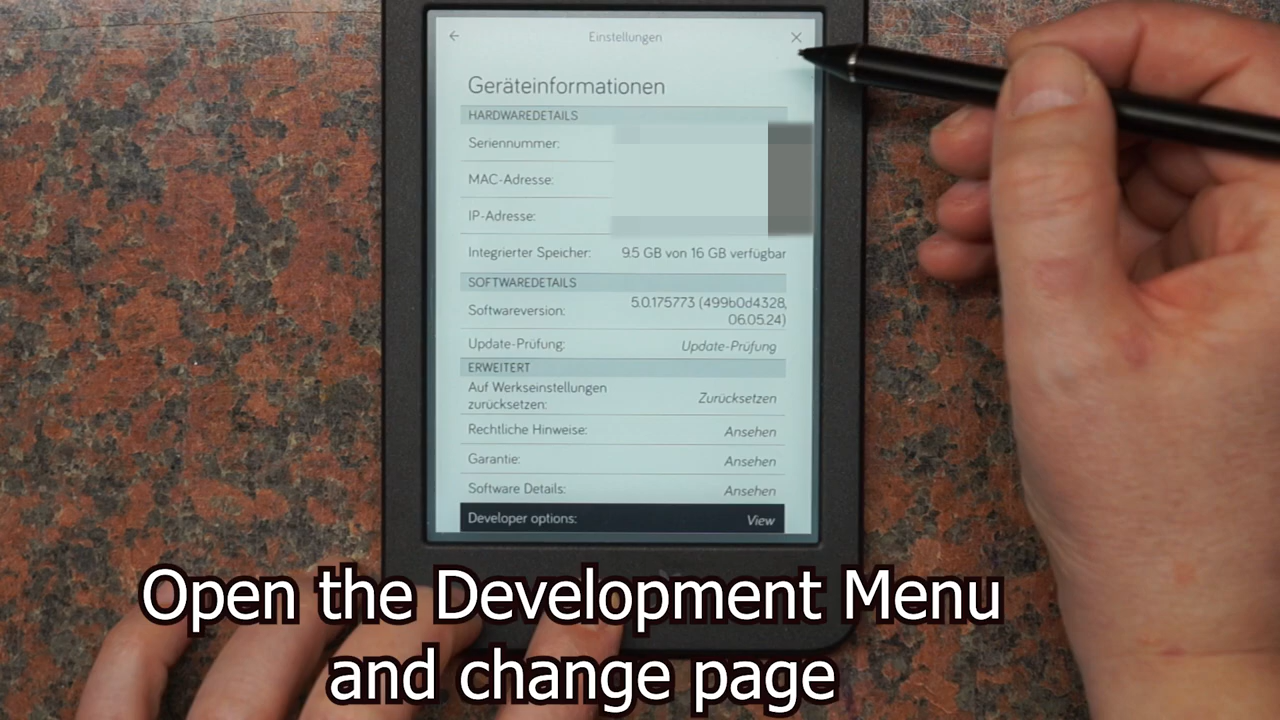 Einstellungen
Geräteinformationen
HARDWAREDETAILS
Seriennummer:
MAC-Adresse:
IP-Adresse:
Integrierter Speicher: 9.5 GB von 16 GB verfügbar
SOFTWAREDETAILS
Softwareversion: 5.0.175773 (499b0d4328,
06.05.24)
Update-Prüfung: Update-Prüfung
ERWEITERT
Auf Werkseinstellungen
zurücksetzen: Zurücksetzen
Rechtliche Hinweise: Ansehen
Garantie: Ansehen
Software Details: Ansehen
Developer options: View
Open the Development Menu
and change page